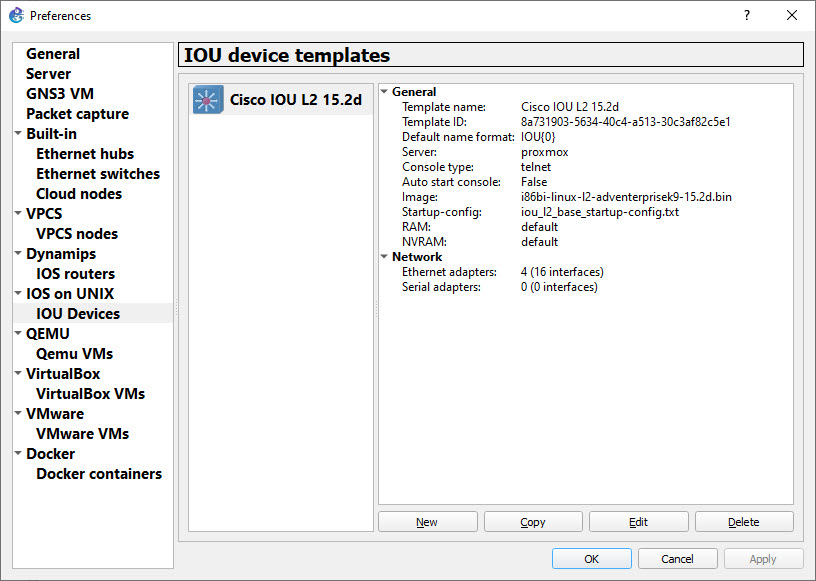 Preferences
?
General
Server
GNS3 VM
Packet capture
Built-in
Ethernet hubs
Ethernet switches
Cloud nodes
VPCS
VPCS nodes
Dynamips
IOS routers
IOS on UNIX
IOU Devices
QEMU
Qemu VMs
VirtualBox
VirtualBox VMs
VMware
VMware VMs
Docker
Docker containers
IOU device templates
Cisco IOU L2 15.2d
General
Template name: Cisco IOU L2 15.2d
Template ID: 8a731903-5634-40c4-a513-30c3af82c5e1
Default name format: IOU{0}
Server: proxmox
Console type: telnet
Auto start console: False
Image: i86bi-linux-l2-adventerprisek9-15.2d.bin
Startup-config: iou_l2_base_startup-config.txt
RAM: default
NVRAM: default
Network
Ethernet adapters: 4 (16 interfaces)
Serial adapters: 0 (0 interfaces)
New Copy Edit Delete
OK Cancel Apply